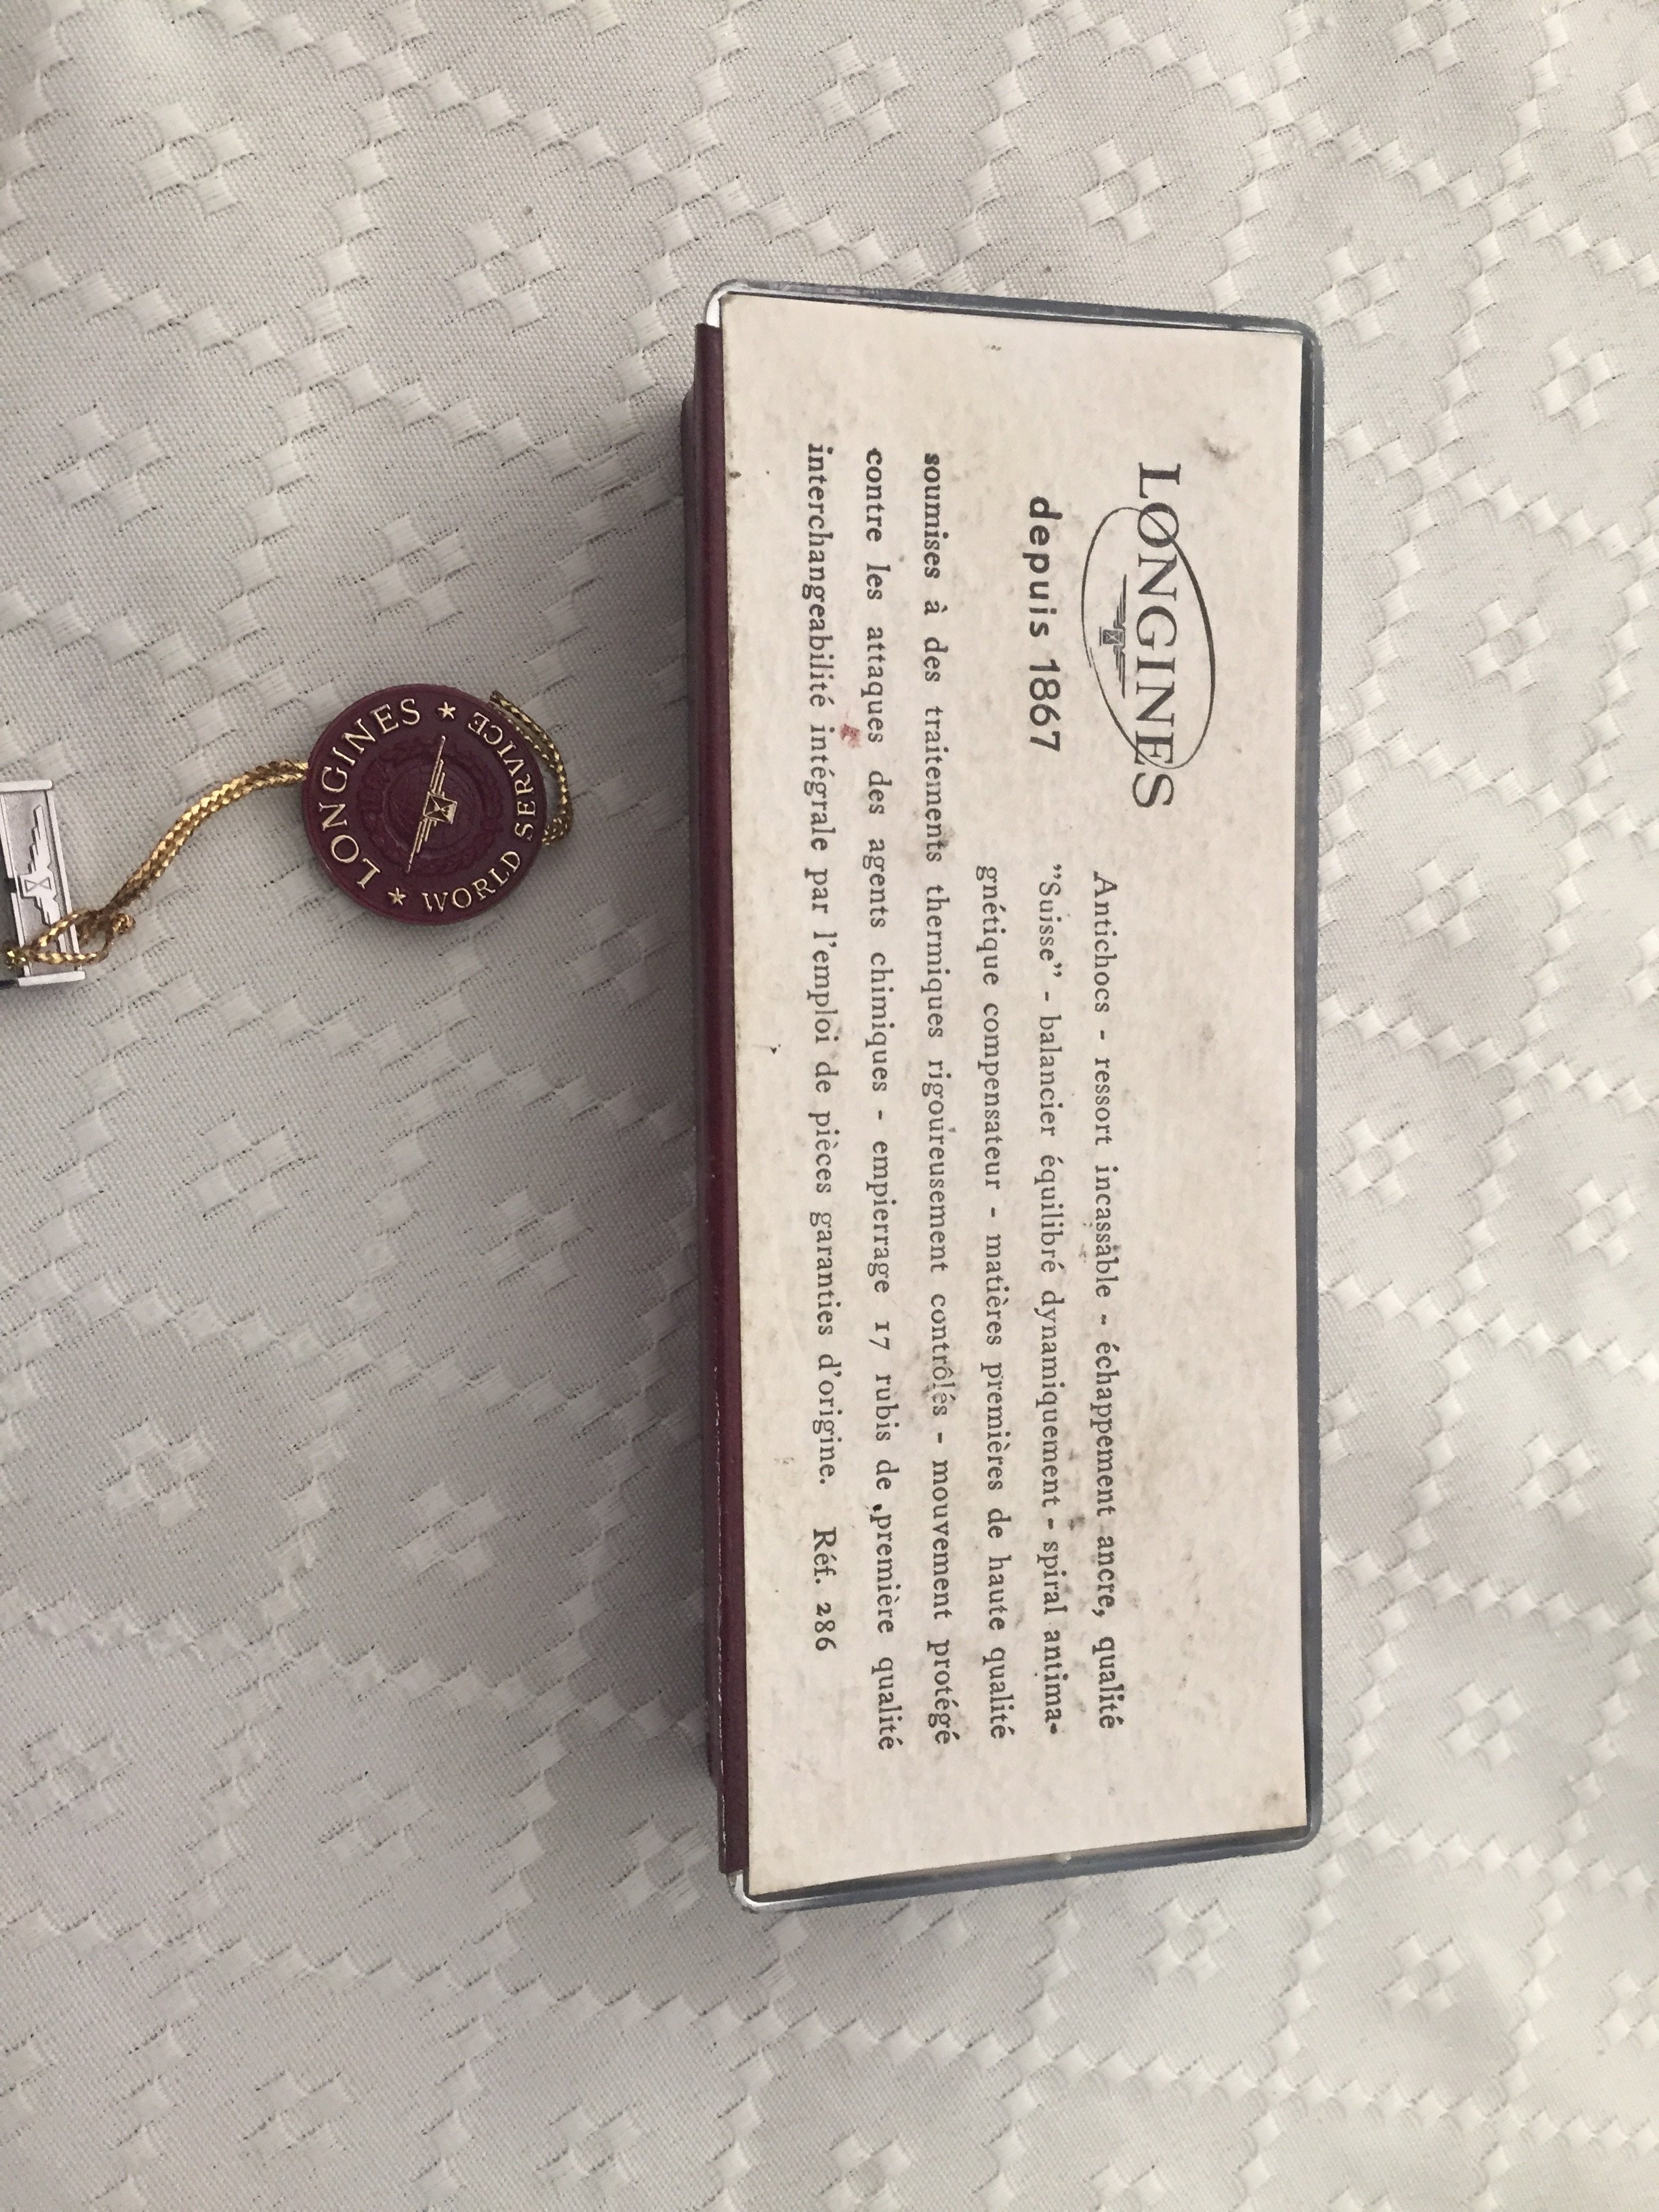 LONGINES
depuis 1867
Antichocs - ressort incassable - échappement ancre, qualité
”Suisse” - balancier équilibré dynamiquement - spiral antima-
gnétique compensateur - matières premières de haute qualité
soumises à des traitements thermiques rigoureusement contrôlés - mouvement protégé
contre les attaques des agents chimiques - empierrage 17 rubis de première qualité
interchangeabilité intégrale par l'emploi de pièces garanties d'origine. Réf. 286
LONGINES ★ WORLD SERVICE ★